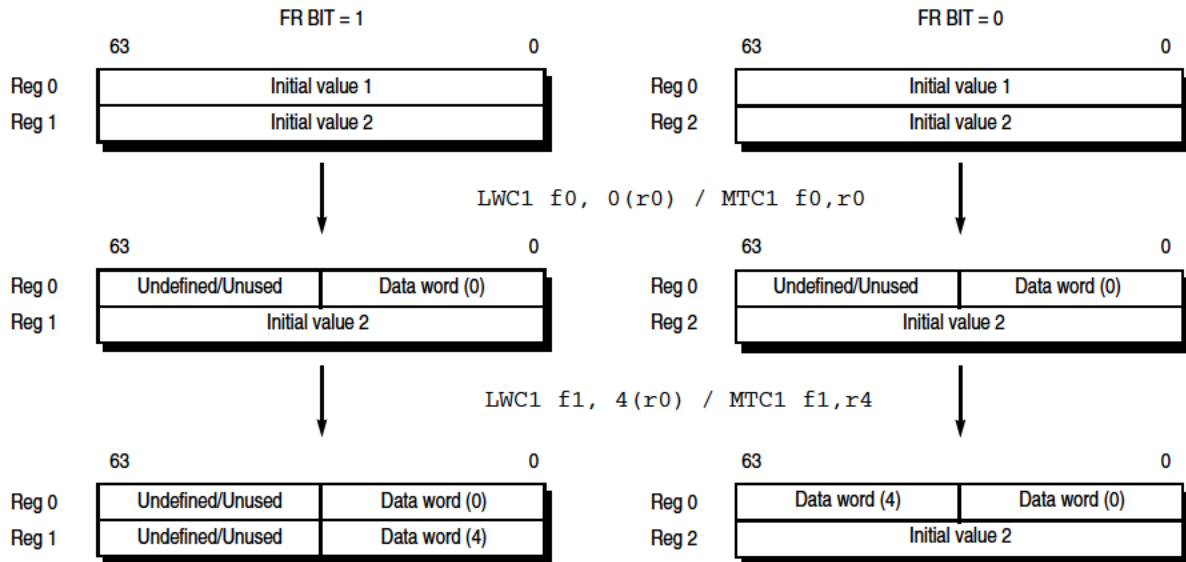 FR BIT = 1 FR BIT = 0
63 0 63 0
Reg 0 Initial value 1 Reg 0 Initial value 1
Reg 1 Initial value 2 Reg 2 Initial value 2
LWC1 f0, 0(r0) / MTC1 f0,r0
63 0 63 0
Reg 0 Undefined/Unused Data word (0) Reg 0 Undefined/Unused Data word (0)
Reg 1 Initial value 2 Reg 2 Initial value 2
LWC1 f1, 4(r0) / MTC1 f1,r4
63 0 63 0
Reg 0 Undefined/Unused Data word (0) Reg 0 Data word (4) Data word (0)
Reg 1 Undefined/Unused Data word (4) Reg 2 Initial value 2